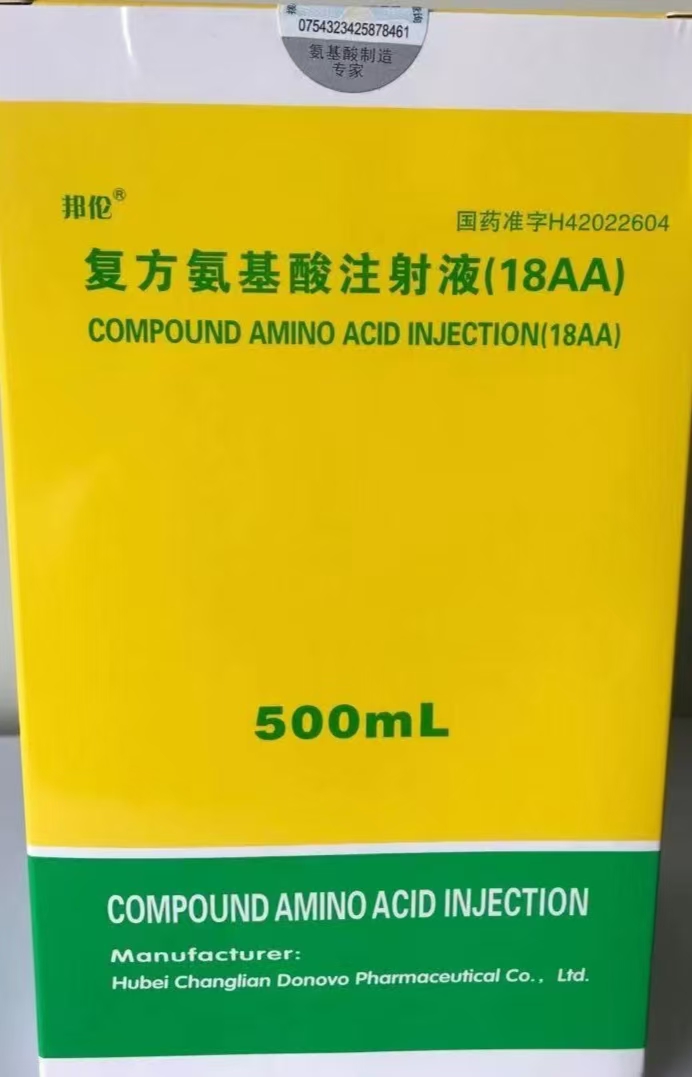 0754323425878461
氨基酸制造
专家
邦伦®
国药准字H42022604
复方氨基酸注射液(18AA)
COMPOUND AMINO ACID INJECTION(18AA)
500mL
COMPOUND AMINO ACID INJECTION
Manufacturer:
Hubei Changlian Donovo Pharmaceutical Co., Ltd.